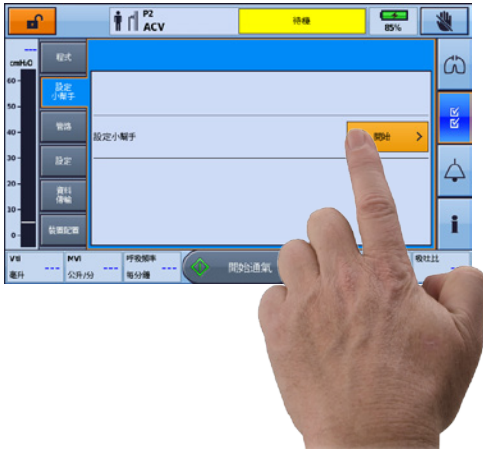 P2
ACV
待機
85%
cmH₂O
---
60
50
40
30
20
10
0
程式
設定
小幫手
管路
設定
資料
傳輸
裝置配置
設定小幫手
開始
Vti
毫升
---
MVi
公升/分
---
呼吸頻率
每分鐘
---
開始通氣
吸吐比